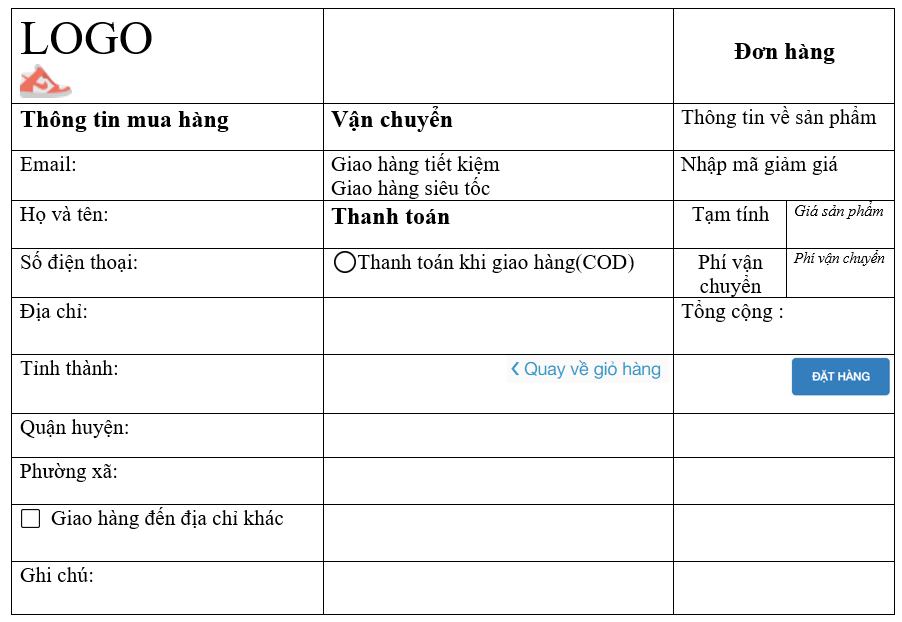 LOGO
Đơn hàng
Thông tin mua hàng
Vận chuyển
Thông tin về sản phẩm
Email:
Giao hàng tiết kiệm
Giao hàng siêu tốc
Nhập mã giảm giá
Họ và tên:
Thanh toán
Tạm tính
Giá sản phẩm
Số điện thoại:
Thanh toán khi giao hàng(COD)
Phí vận
chuyển
Phí vận chuyển
Địa chỉ:
Tổng cộng :
Tỉnh thành:
Quay về giỏ hàng
ĐẶT HÀNG
Quận huyện:
Phường xã:
Giao hàng đến địa chỉ khác
Ghi chú: